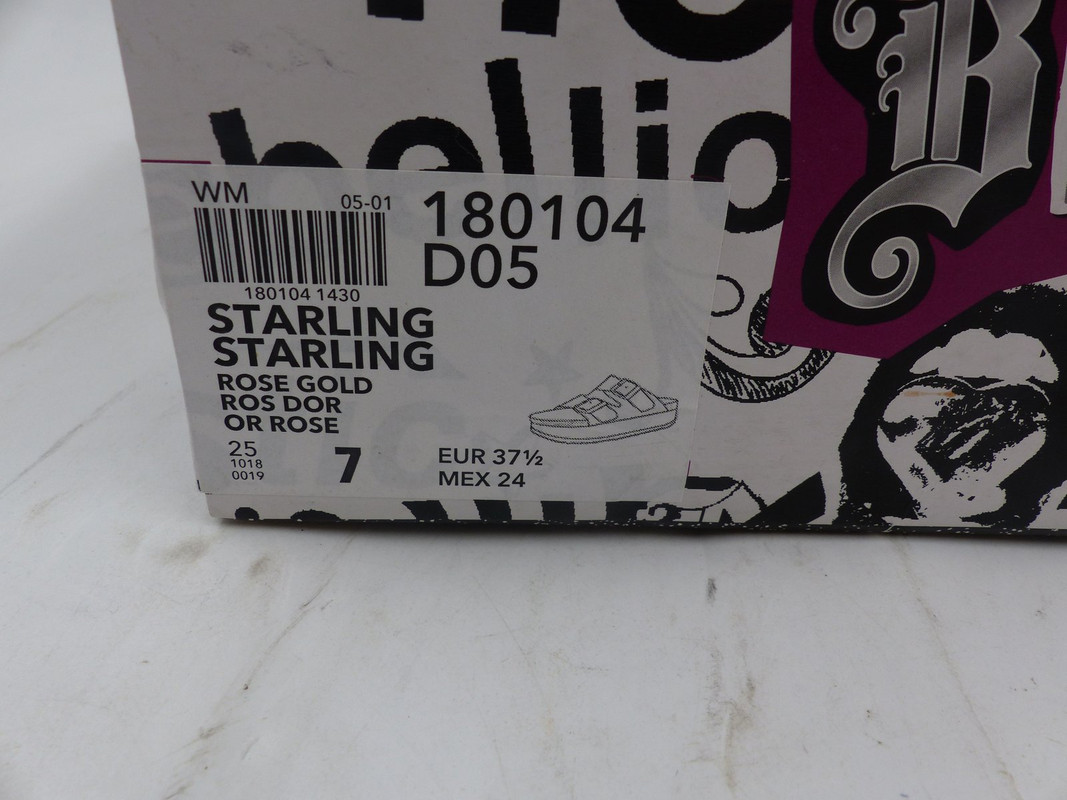 bellio
R
WM
05-01
180104
D05
180104 1430
STARLING
STARLING
ROSE GOLD
ROS DOR
OR ROSE
25
1018
0019
7
EUR 37½
MEX 24